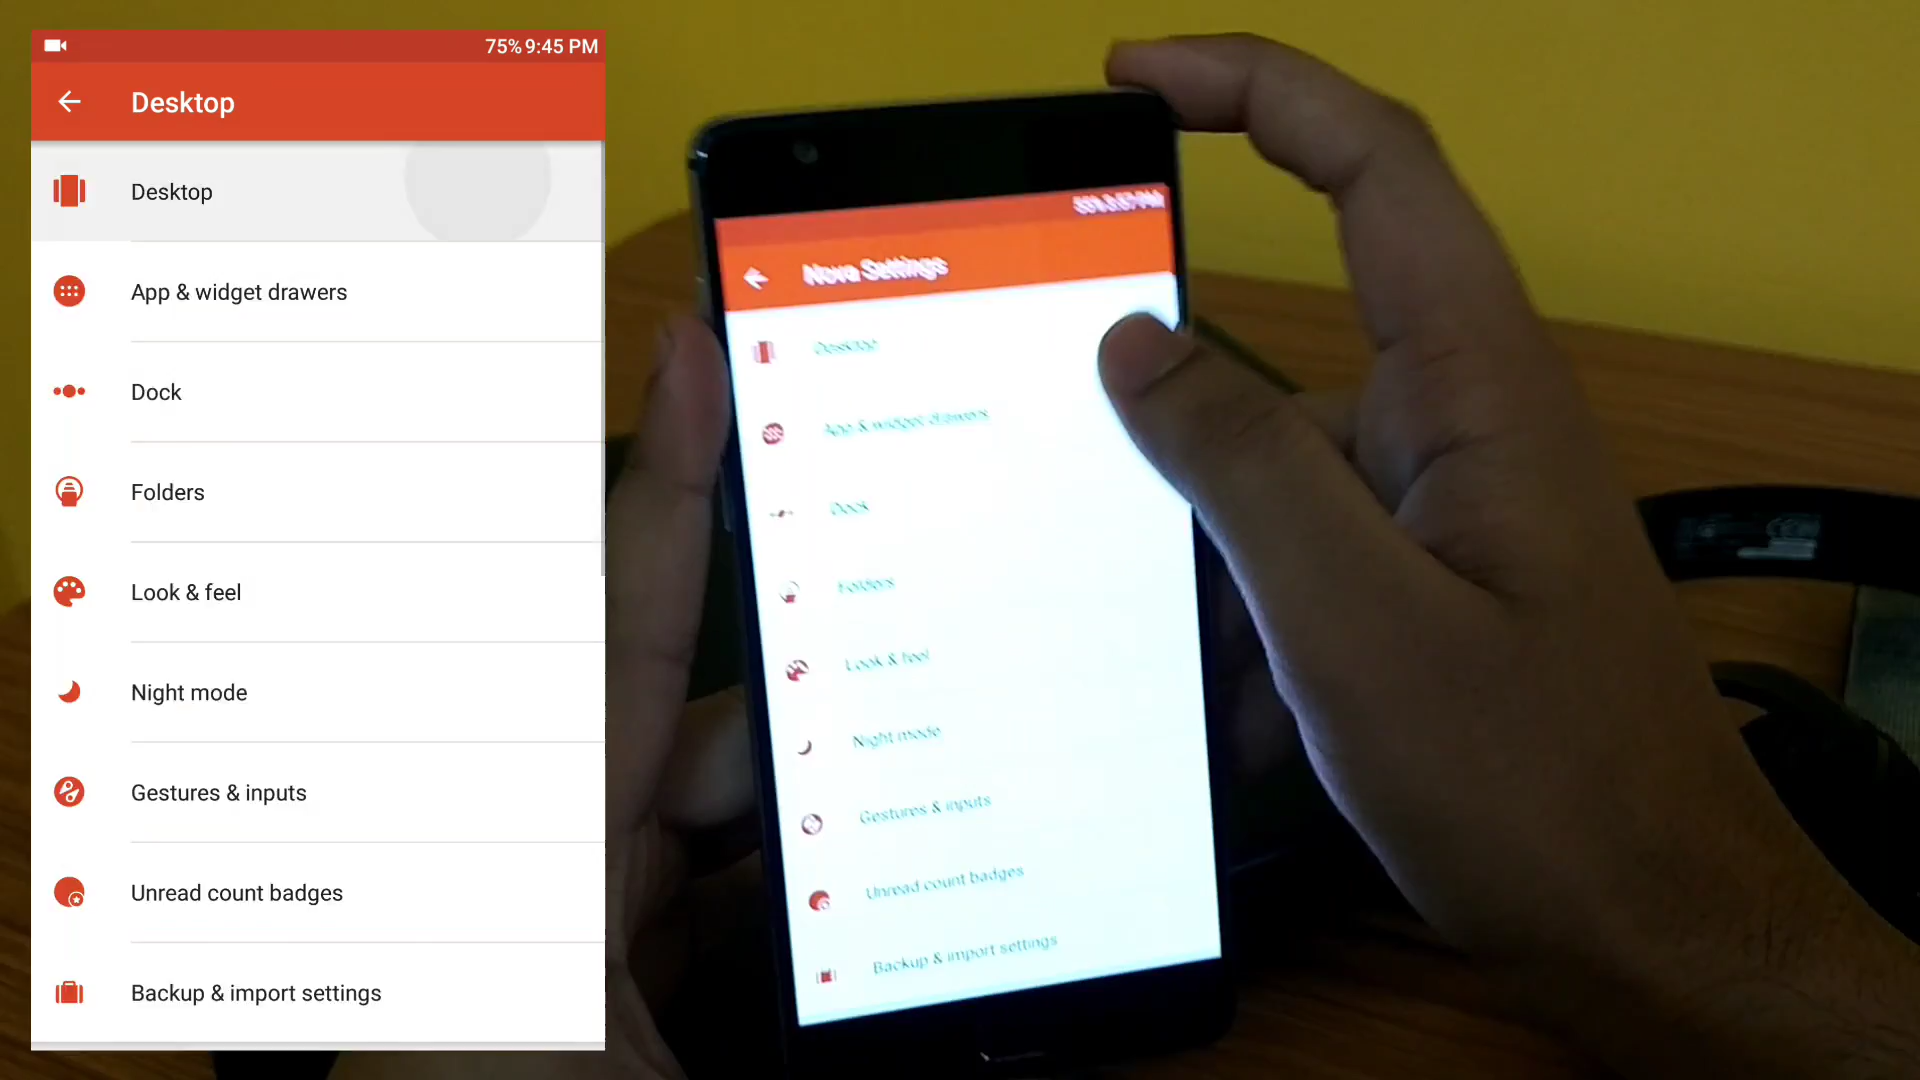 75% 9:45 PM
Desktop
Desktop
App & widget drawers
Dock
Folders
Look & feel
Night mode
Gestures & inputs
Unread count badges
Backup & import settings
Nova Settings
Desktop
App & widget drawers
Dock
Folders
Look & feel
Night mode
Gestures & inputs
Unread count badges
Backup & import settings